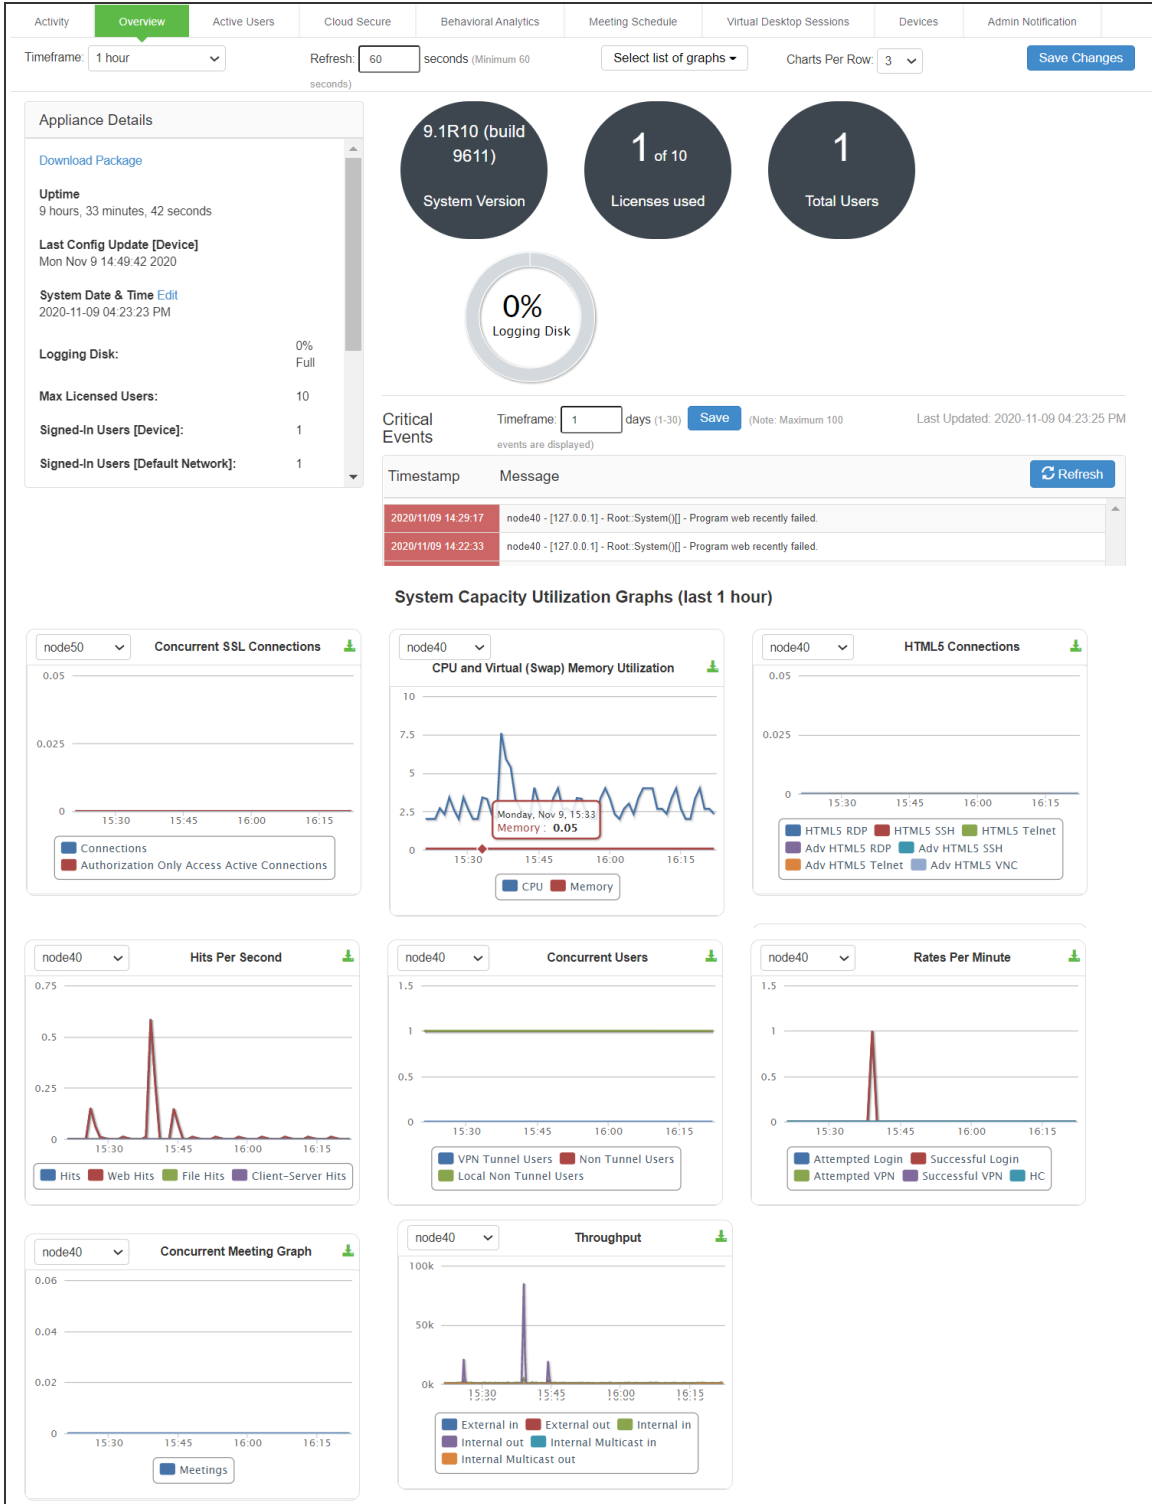 Activity Overview Active Users Cloud Secure Behavioral Analytics Meeting Schedule Virtual Desktop Sessions Devices Admin Notification
Timeframe: 1 hour Refresh: 60 seconds (Minimum 60 seconds) Select list of graphs Charts Per Row: 3 Save Changes
Appliance Details
Download Package
Uptime
9 hours, 33 minutes, 42 seconds
Last Config Update [Device]
Mon Nov 9 14:49:42 2020
System Date & Time Edit
2020-11-09 04:23:23 PM
Logging Disk: 0% Full
Max Licensed Users: 10
Signed-In Users [Device]: 1
Signed-In Users [Default Network]: 1
9.1R10 (build
9611)
System Version
1 of 10
Licenses used
1
Total Users
0%
Logging Disk
Critical
Events
Timeframe: 1 days (1-30) Save (Note: Maximum 100
events are displayed)
Last Updated: 2020-11-09 04:23:25 PM
Timestamp Message Refresh
2020/11/09 14:29:17 node40 - [127.0.0.1] - Root::System()[] - Program web recently failed.
2020/11/09 14:22:33 node40 - [127.0.0.1] - Root::System()[] - Program web recently failed.
System Capacity Utilization Graphs (last 1 hour)
node50 Concurrent SSL Connections
0.05
0.025
0
15:30 15:45 16:00 16:15
Connections
Authorization Only Access Active Connections
node40
CPU and Virtual (Swap) Memory Utilization
10
7.5
5
2.5
0
Monday, Nov 9, 15:33
Memory : 0.05
15:30 15:45 16:00 16:15
CPU Memory
node40 HTML5 Connections
0.05
0.025
0
15:30 15:45 16:00 16:15
HTML5 RDP HTML5 SSH HTML5 Telnet
Adv HTML5 RDP Adv HTML5 SSH
Adv HTML5 Telnet Adv HTML5 VNC
node40 Hits Per Second
0.75
0.5
0.25
0
15:30 15:45 16:00 16:15
Hits Web Hits File Hits Client-Server Hits
node40 Concurrent Users
1.5
1
0.5
0
15:30 15:45 16:00 16:15
VPN Tunnel Users Non Tunnel Users
Local Non Tunnel Users
node40 Rates Per Minute
1.5
1
0.5
0
15:30 15:45 16:00 16:15
Attempted Login Successful Login
Attempted VPN Successful VPN HC
node40 Concurrent Meeting Graph
0.06
0.04
0.02
0
15:30 15:45 16:00 16:15
Meetings
node40 Throughput
100k
50k
0k
15:30 15:45 16:00 16:15
External in External out Internal in
Internal out Internal Multicast in
Internal Multicast out